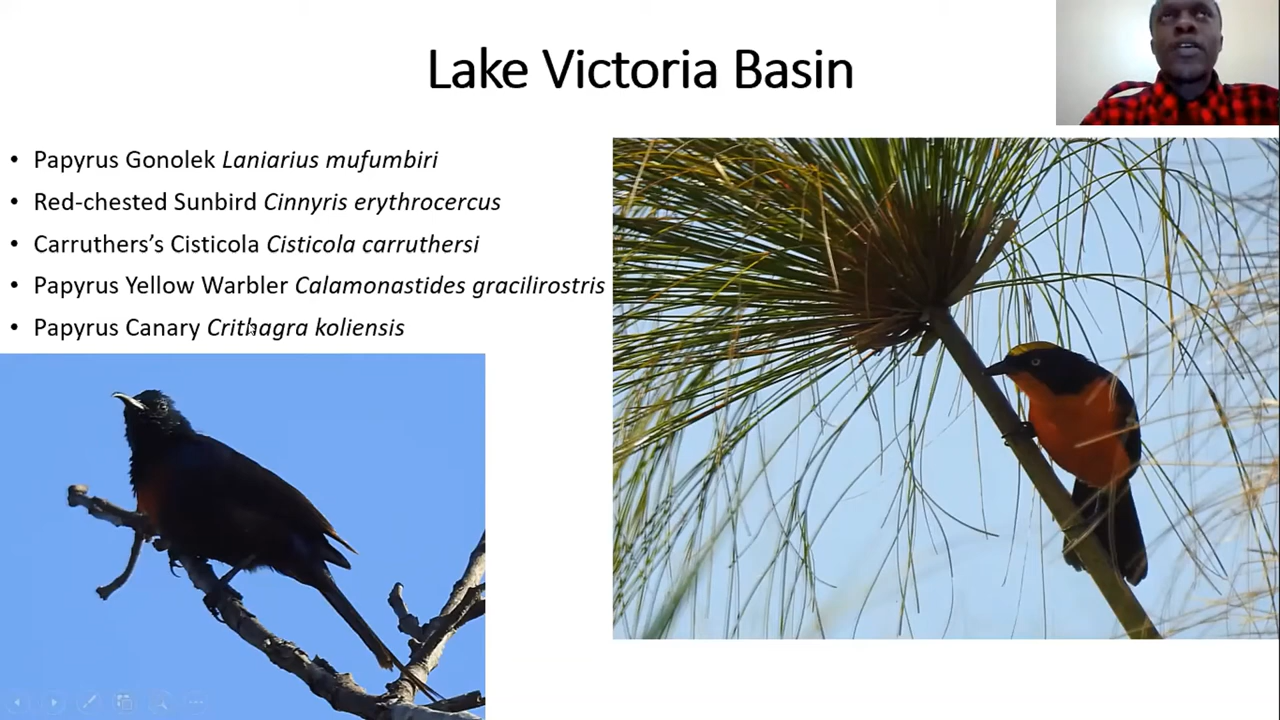 Lake Victoria Basin
• Papyrus Gonolek Laniarius mufumbiri
• Red-chested Sunbird Cinnyris erythrocercus
• Carruthers’s Cisticola Cisticola carruthersi
• Papyrus Yellow Warbler Calamonastides gracilirostris
• Papyrus Canary Crithagra koliensis